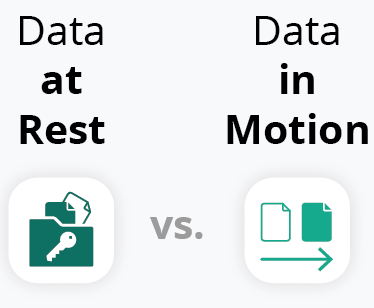 Data
at
Rest
vs.
Data
in
Motion